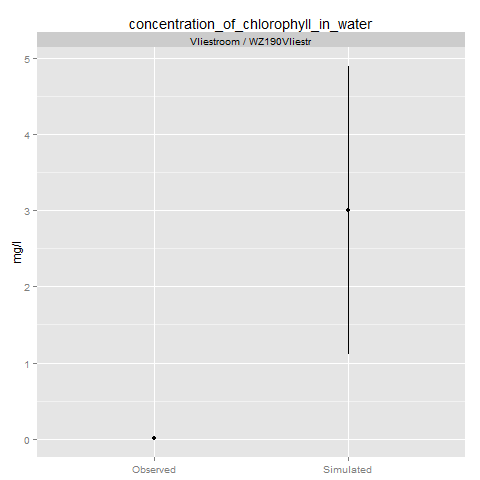 concentration_of_chlorophyll_in_water
Vliestroom / WZ190Vliestr
5
4
3
2
1
0
mg/l
Observed
Simulated